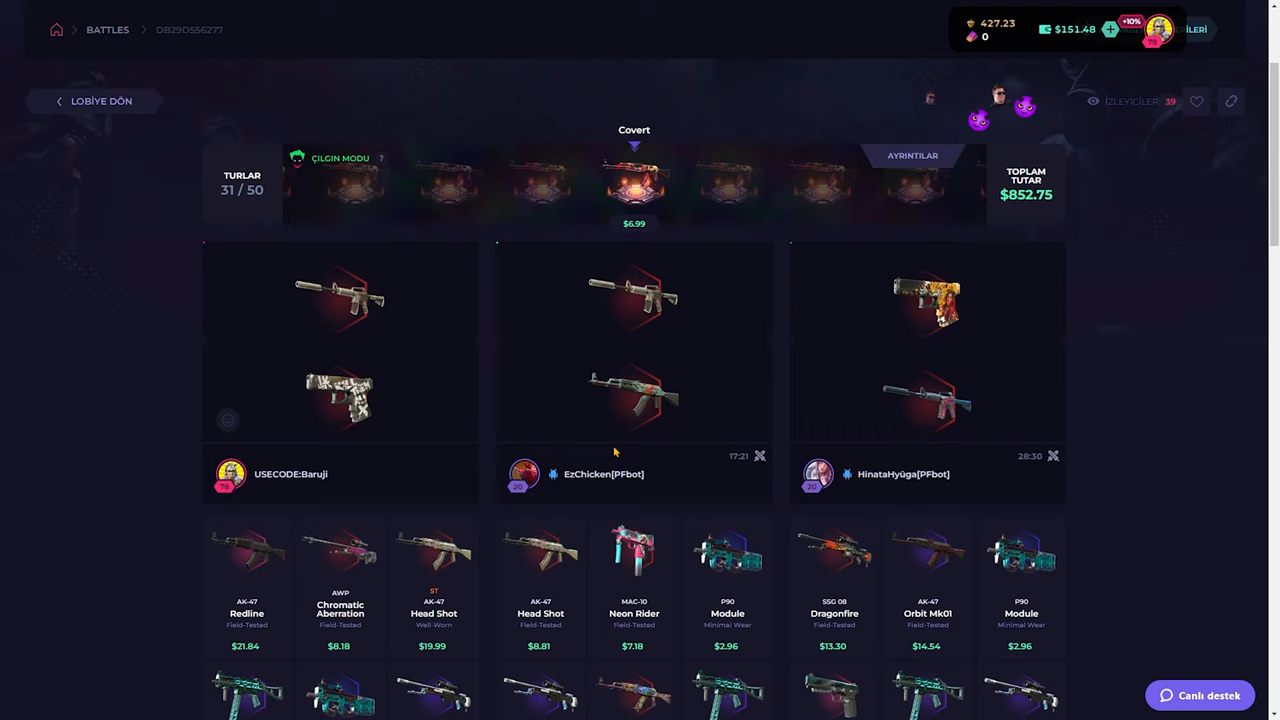 BATTLES
DB29D556277
427.23
0
$151.48
+10%
78
İLERİ
LOBİYE DÖN
İZLEYİCİLER: 39
Covert
ÇILGIN MODU ?
AYRINTILAR
TURLAR
31 / 50
TOPLAM
TUTAR
$852.75
$6.99
17:21
28:30
78
USECODE:Baruji
20
EzChicken[PFbot]
20
HinataHyüga[PFbot]
AK-47
Redline
Field-Tested
$21.84
AWP
Chromatic
Aberration
Field-Tested
$8.18
ST
AK-47
Head Shot
Well-Worn
$19.99
AK-47
Head Shot
Field-Tested
$8.81
MAC-10
Neon Rider
Field-Tested
$7.18
P90
Module
Minimal Wear
$2.96
SSG 08
Dragonfire
Field-Tested
$13.30
AK-47
Orbit Mk01
Field-Tested
$14.54
P90
Module
Minimal Wear
$2.96
Canlı destek